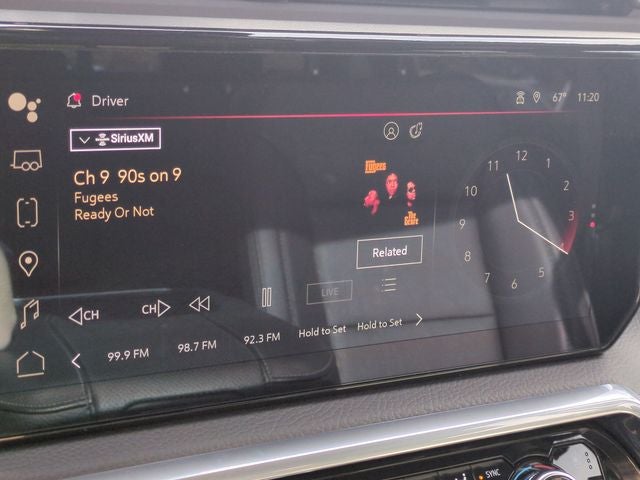 Driver
67° 11:20
SiriusXM
Ch 9 90s on 9
Fugees
Ready Or Not
Fugees
The Score
Related
12
1
2
3
4
5
6
7
8
9
10
11
CH
CH
LIVE
99.9 FM 98.7 FM 92.3 FM Hold to Set Hold to Set
SYNC